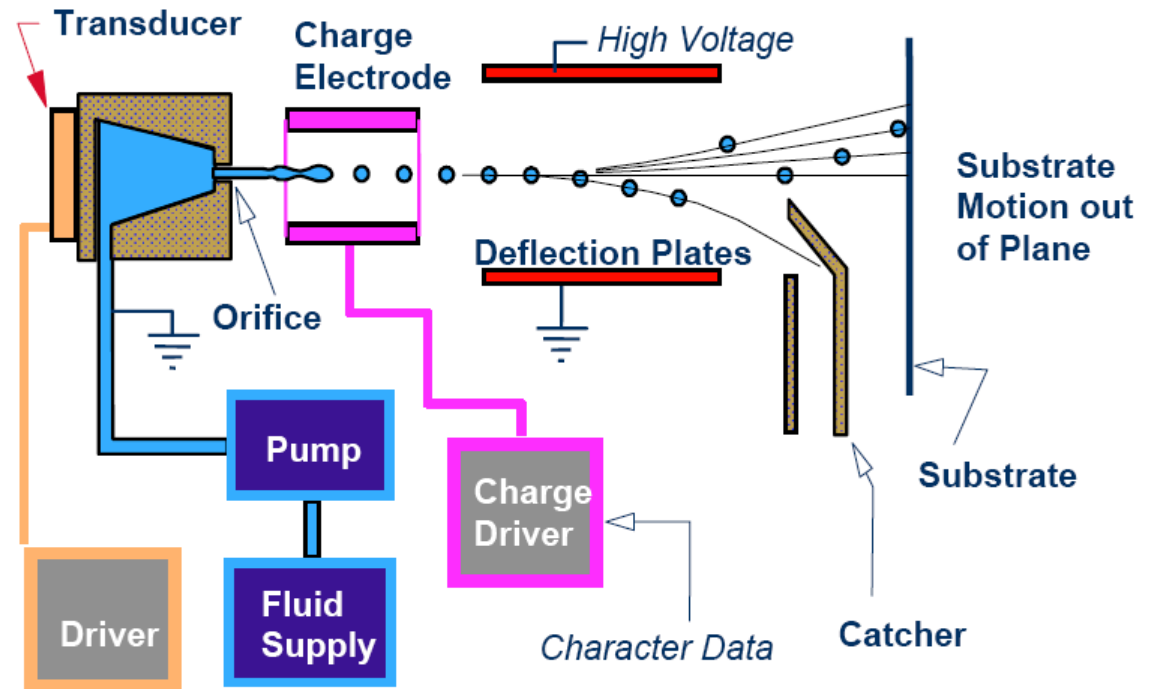 Transducer
Charge
Electrode
High Voltage
Substrate
Motion out
of Plane
Deflection Plates
Orifice
Pump
Charge
Driver
Substrate
Driver
Fluid
Supply
Character Data
Catcher